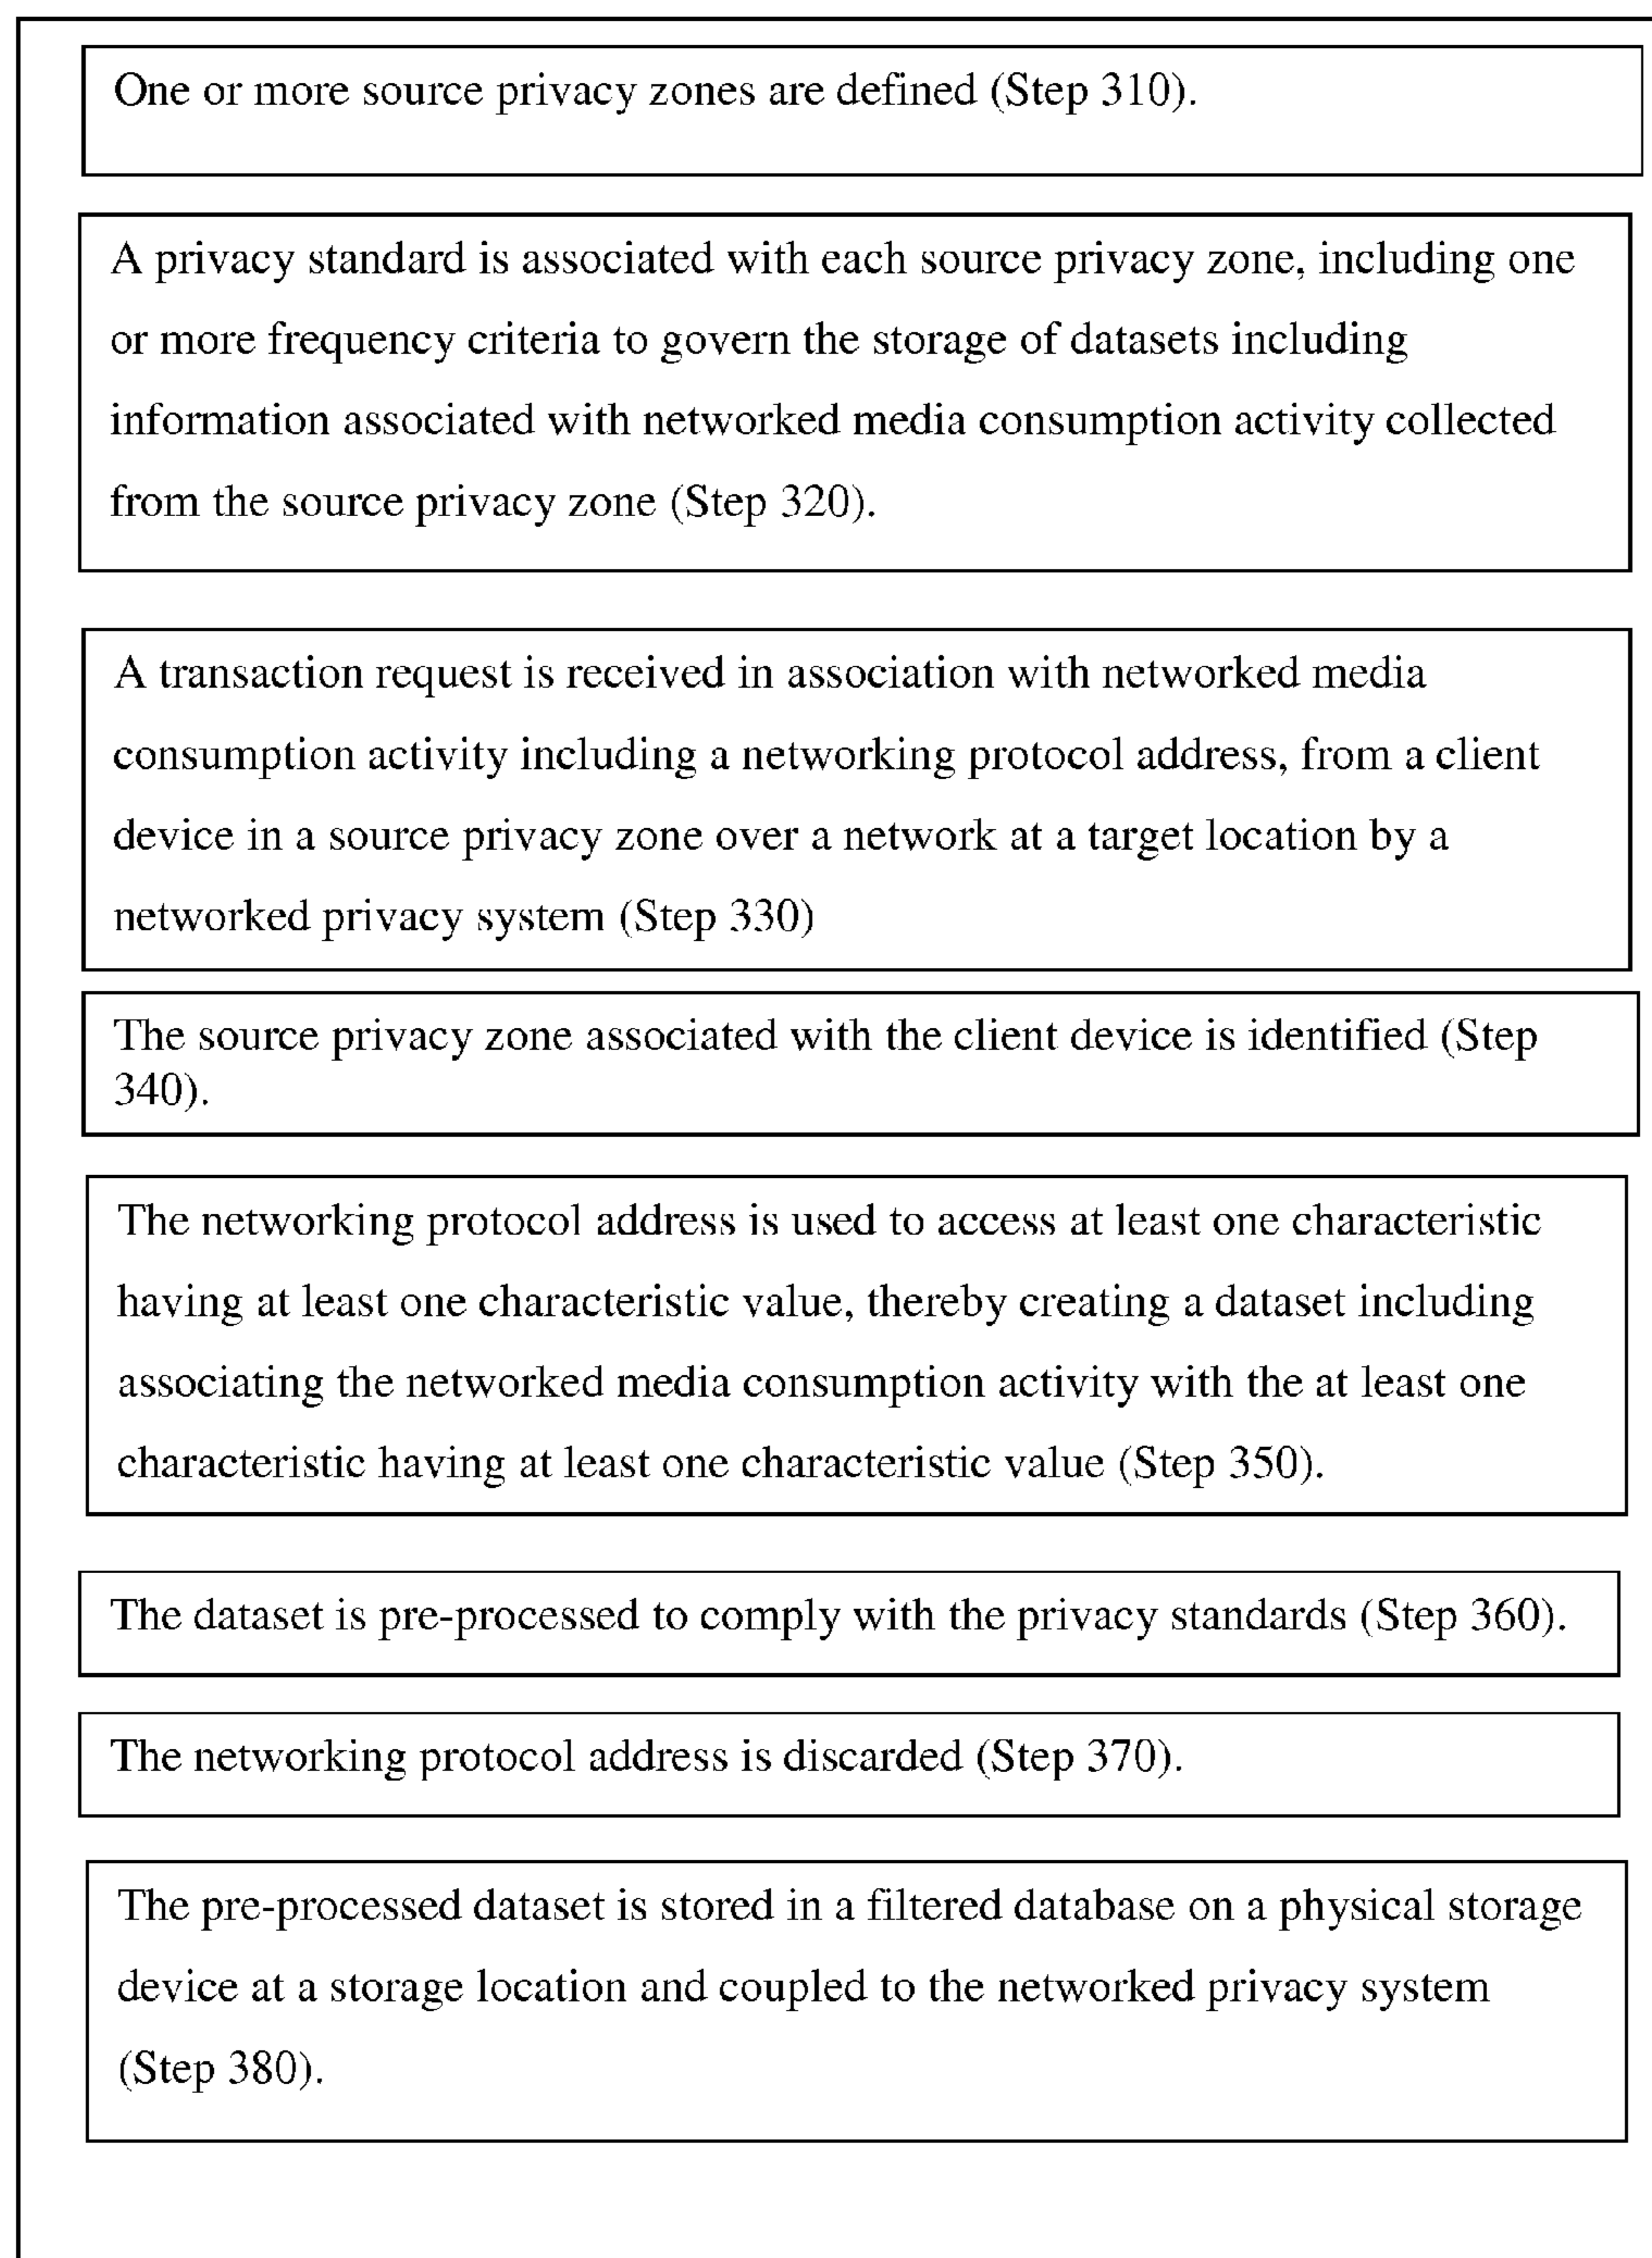 One or more source privacy zones are defined (Step 310).
A privacy standard is associated with each source privacy zone, including one
or more frequency criteria to govern the storage of datasets including
information associated with networked media consumption activity collected
from the source privacy zone (Step 320).
A transaction request is received in association with networked media
consumption activity including a networking protocol address, from a client
device in a source privacy zone over a network at a target location by a
networked privacy system (Step 330)
The source privacy zone associated with the client device is identified (Step
340).
The networking protocol address is used to access at least one characteristic
having at least one characteristic value, thereby creating a dataset including
associating the networked media consumption activity with the at least one
characteristic having at least one characteristic value (Step 350).
The dataset is pre-processed to comply with the privacy standards (Step 360).
The networking protocol address is discarded (Step 370).
The pre-processed dataset is stored in a filtered database on a physical storage
device at a storage location and coupled to the networked privacy system
(Step 380).